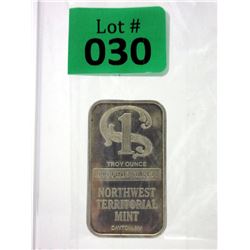 Lot #
030
1
TROY OUNCE
NORTHWEST
TERRITORIAL
MINT